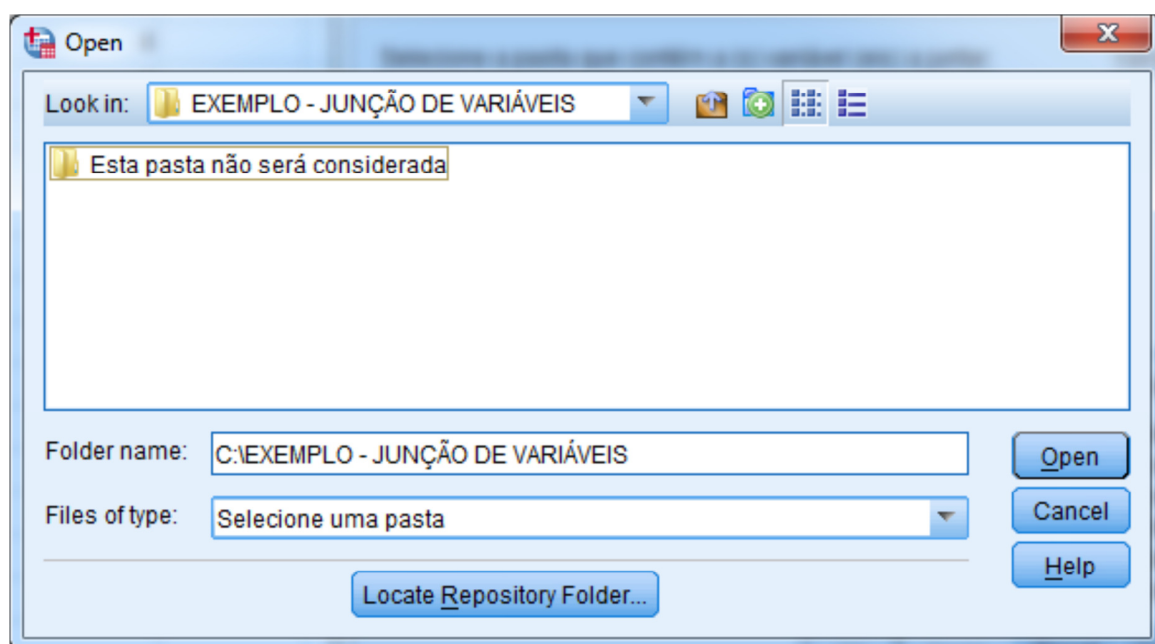 Open
Look in: EXEMPLO - JUNÇÃO DE VARIÁVEIS
Esta pasta não será considerada
Folder name: C:\EXEMPLO - JUNÇÃO DE VARIÁVEIS
Open
Files of type: Selecione uma pasta
Cancel
Help
Locate Repository Folder...